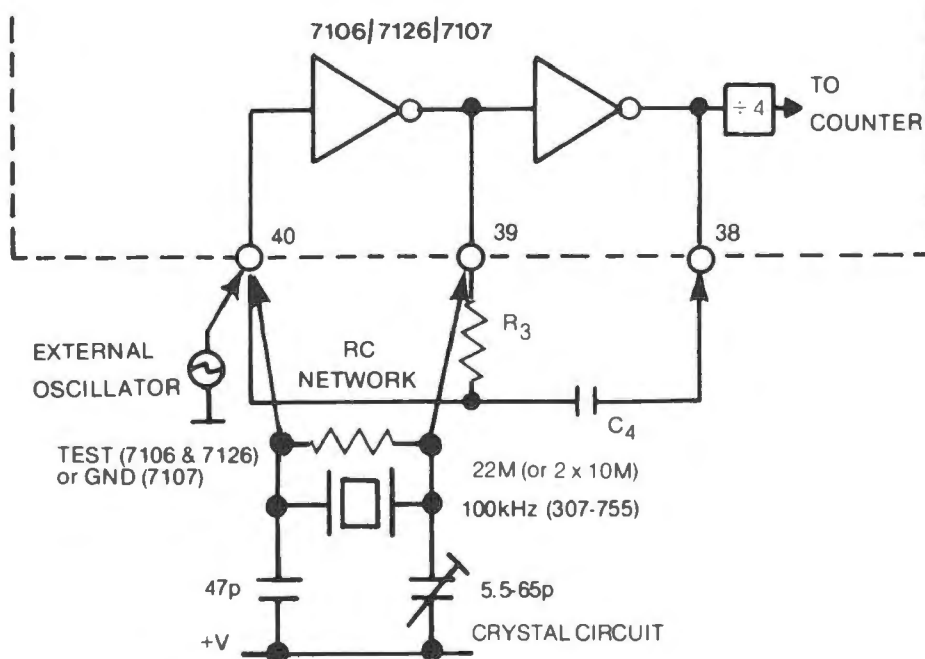 7106/7126/7107
÷ 4
TO
COUNTER
40
39
38
R3
EXTERNAL
OSCILLATOR
RC
NETWORK
C4
TEST (7106 & 7126)
or GND (7107)
22M (or 2 x 10M)
100kHz (307-755)
47p
5.5-65p
+V
CRYSTAL CIRCUIT